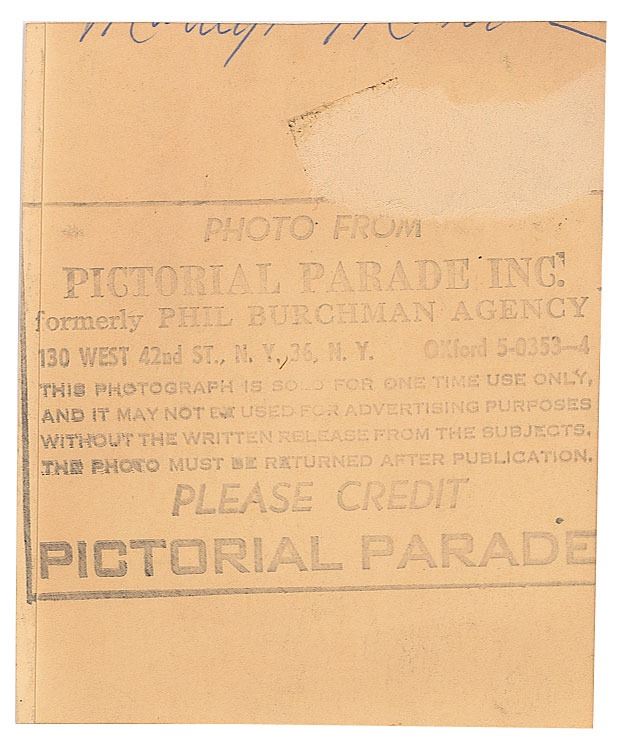 PHOTO FROM
PICTORIAL PARADE INC.
formerly PHIL BURCHMAN AGENCY
130 WEST 42nd ST., N. Y., 36, N. Y. OXford 5-0353-4
THIS PHOTOGRAPH IS SOLD FOR ONE TIME USE ONLY,
AND IT MAY NOT BE USED FOR ADVERTISING PURPOSES
WITHOUT THE WRITTEN RELEASE FROM THE SUBJECTS.
THE PHOTO MUST BE RETURNED AFTER PUBLICATION.
PLEASE CREDIT
PICTORIAL PARADE